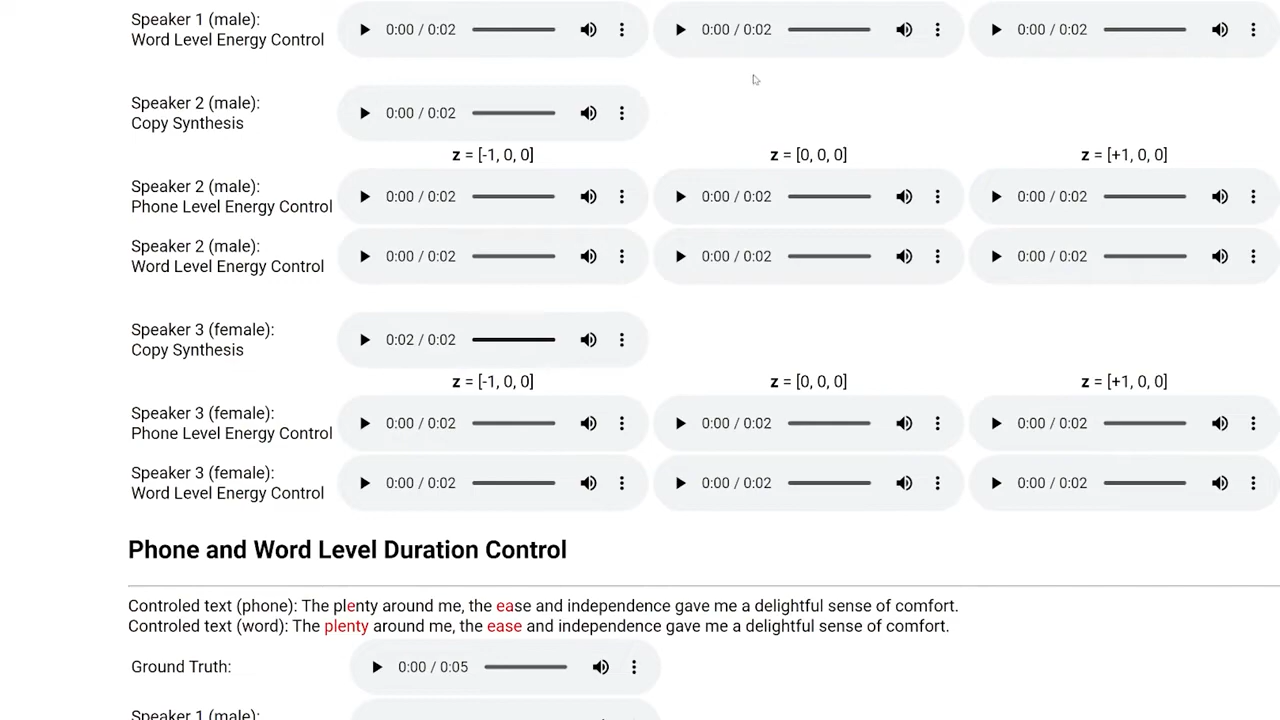 Speaker 1 (male):
Word Level Energy Control
0:00 / 0:02
0:00 / 0:02
0:00 / 0:02
Speaker 2 (male):
Copy Synthesis
0:00 / 0:02
z = [-1, 0, 0]
z = [0, 0, 0]
z = [+1, 0, 0]
Speaker 2 (male):
Phone Level Energy Control
0:00 / 0:02
0:00 / 0:02
0:00 / 0:02
Speaker 2 (male):
Word Level Energy Control
0:00 / 0:02
0:00 / 0:02
0:00 / 0:02
Speaker 3 (female):
Copy Synthesis
0:02 / 0:02
z = [-1, 0, 0]
z = [0, 0, 0]
z = [+1, 0, 0]
Speaker 3 (female):
Phone Level Energy Control
0:00 / 0:02
0:00 / 0:02
0:00 / 0:02
Speaker 3 (female):
Word Level Energy Control
0:00 / 0:02
0:00 / 0:02
0:00 / 0:02
Phone and Word Level Duration Control
Controled text (phone): The plenty around me, the ease and independence gave me a delightful sense of comfort.
Controled text (word): The plenty around me, the ease and independence gave me a delightful sense of comfort.
Ground Truth:
0:00 / 0:05
Speaker 1 (male):